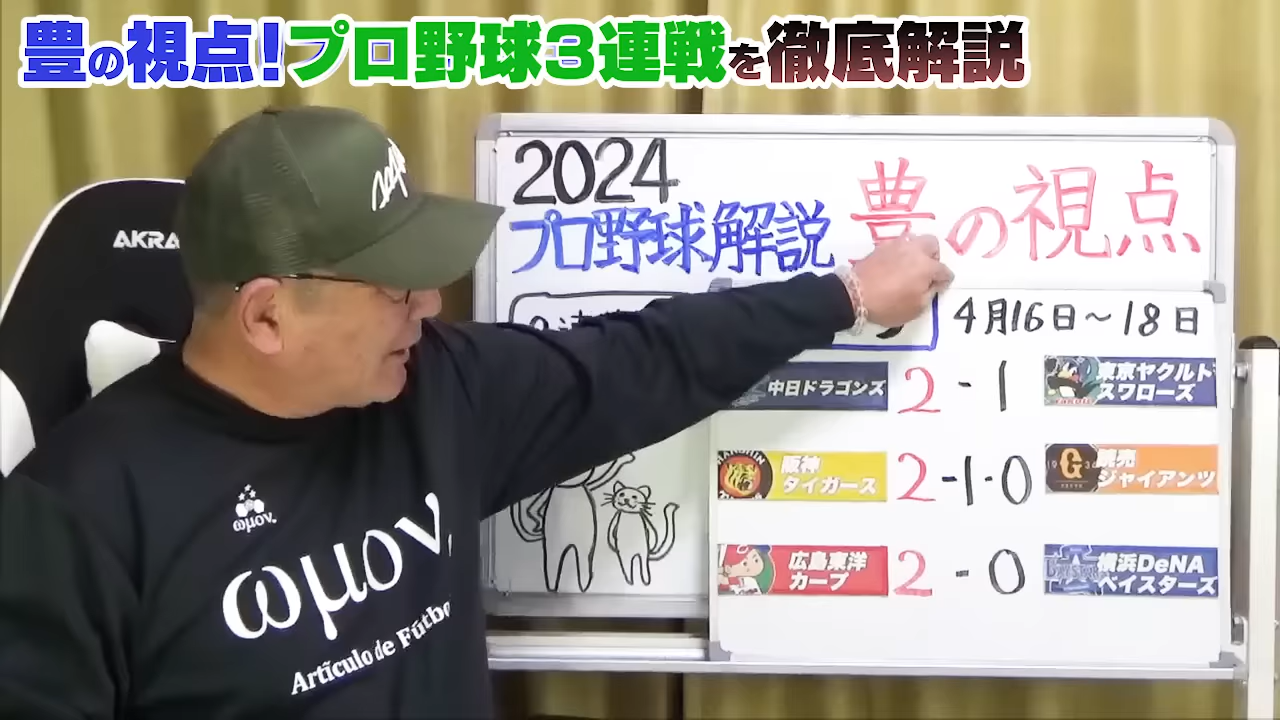 豊の視点!プロ野球3連戦を徹底解説
2024
プロ野球解説
豊の視点
4月16日～18日
中日ドラゴンズ 2-1 東京ヤクルト
スワローズ
阪神
タイガース 2-1-0 読売
ジャイアンツ
広島東洋
カープ 2-0 横浜DeNA
ベイスターズ
AKRA
ωμον.
ωμον.
Artículo de Fútbo